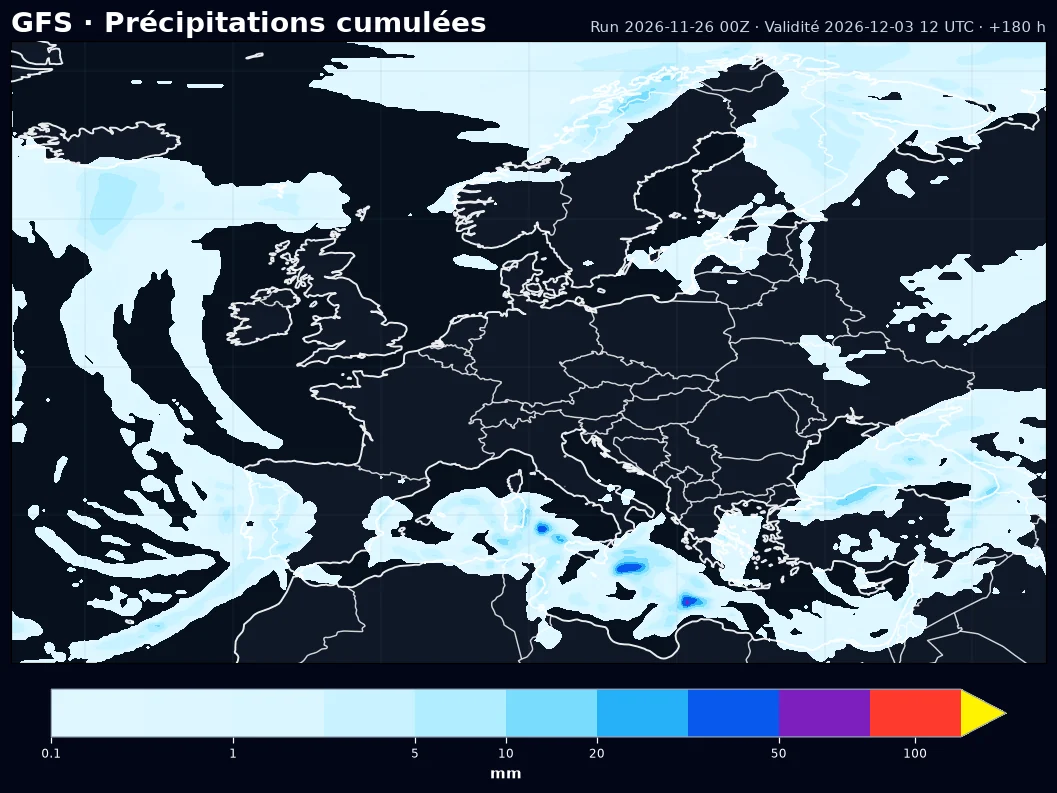 GFS · Précipitations cumulées
Run 2026-11-26 00Z · Validité 2026-12-03 12 UTC · +180 h
0.1 1 5 10 20 50 100
mm